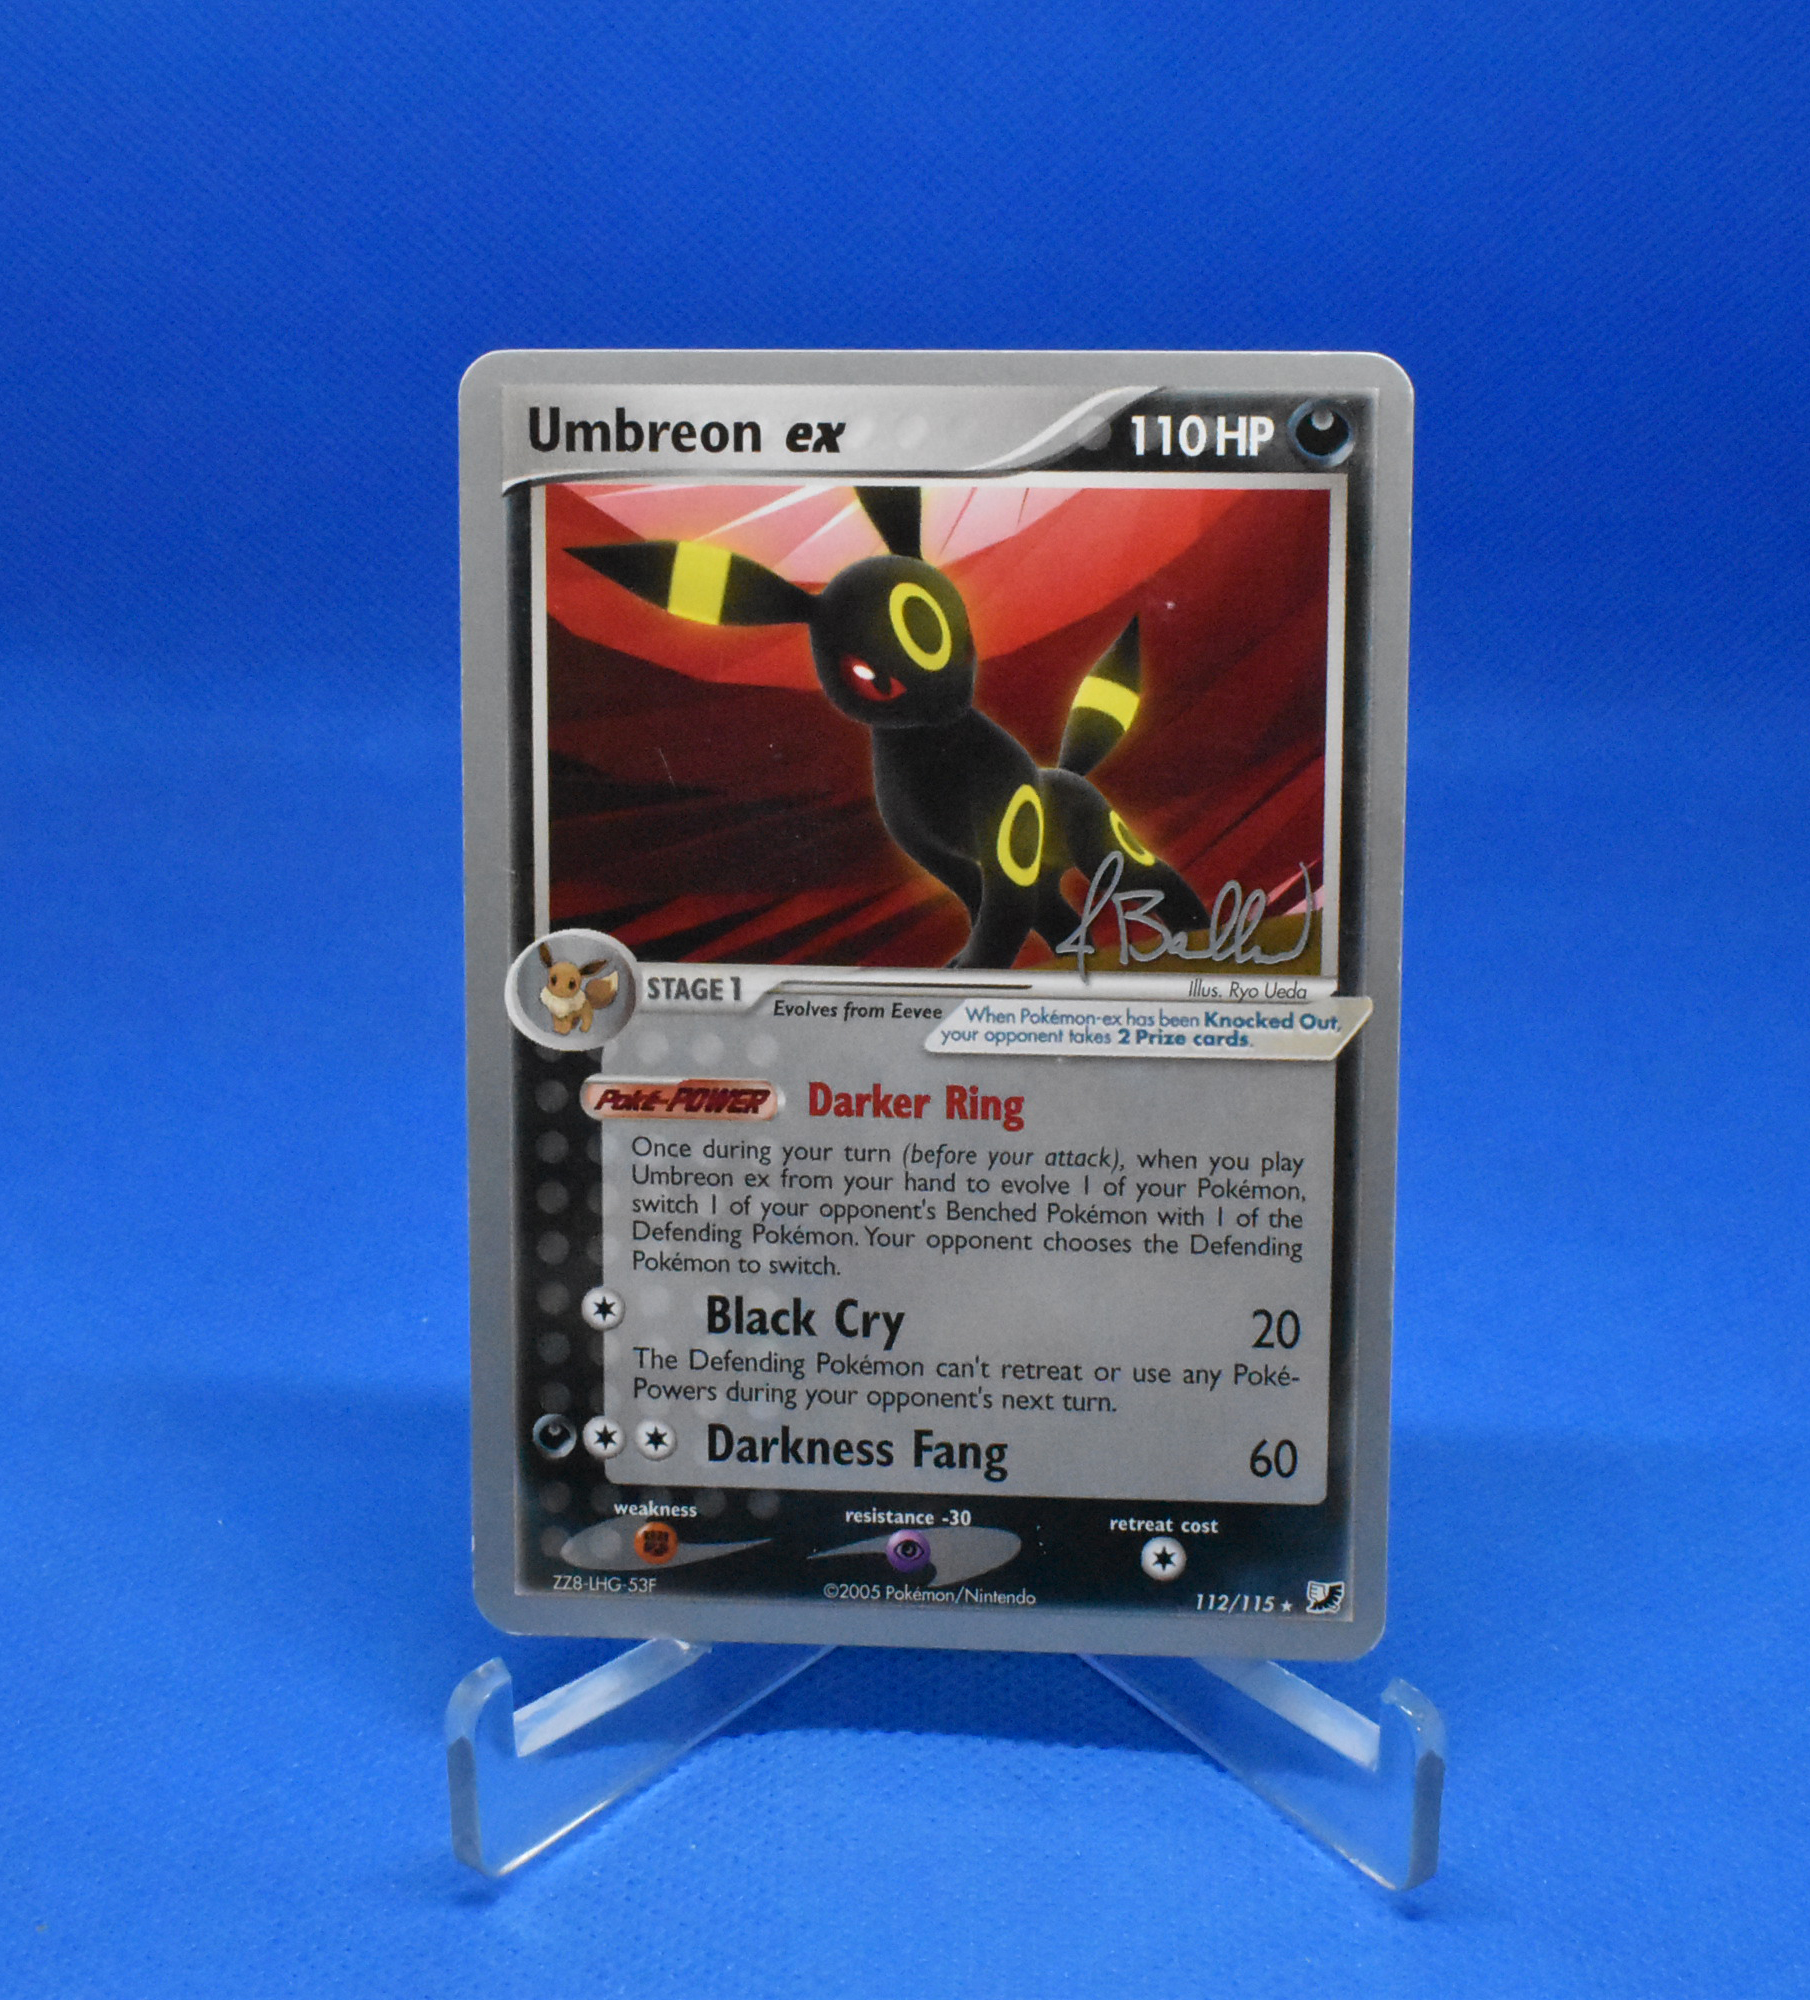 Umbreon ex 110 HP
STAGE 1
Illus. Ryo Ueda
Evolves from Eevee
When Pokémon-ex has been Knocked Out,
your opponent takes 2 Prize cards.
Poké-POWER Darker Ring
Once during your turn (before your attack), when you play
Umbreon ex from your hand to evolve 1 of your Pokémon,
switch 1 of your opponent's Benched Pokémon with 1 of the
Defending Pokémon. Your opponent chooses the Defending
Pokémon to switch.
Black Cry 20
The Defending Pokémon can't retreat or use any Poké-
Powers during your opponent's next turn.
Darkness Fang 60
weakness resistance -30 retreat cost
ZZ8-LHG-53F ©2005 Pokémon/Nintendo 112/115 ★